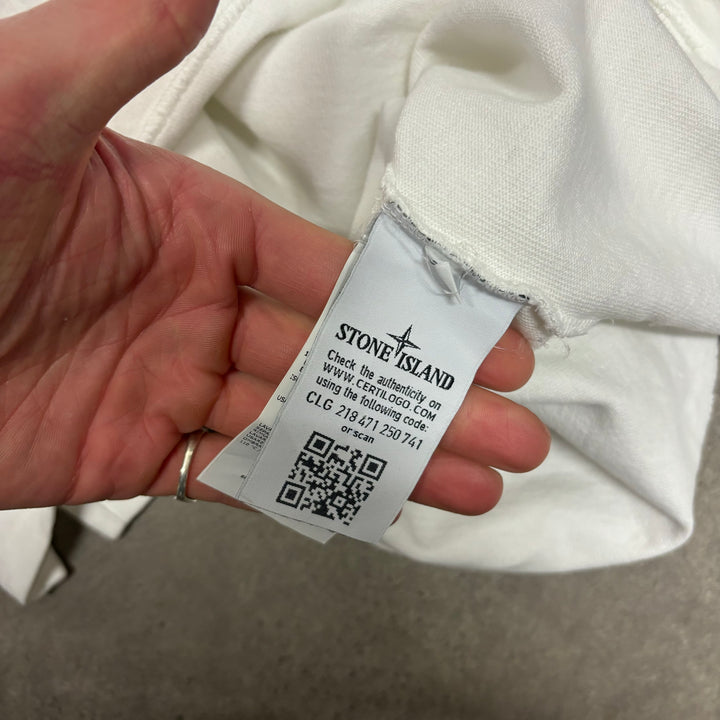 STONE ISLAND
Check the authenticity on
WWW.CERTILOGO.COM
using the following code:
CLG 218 471 250 741
or scan